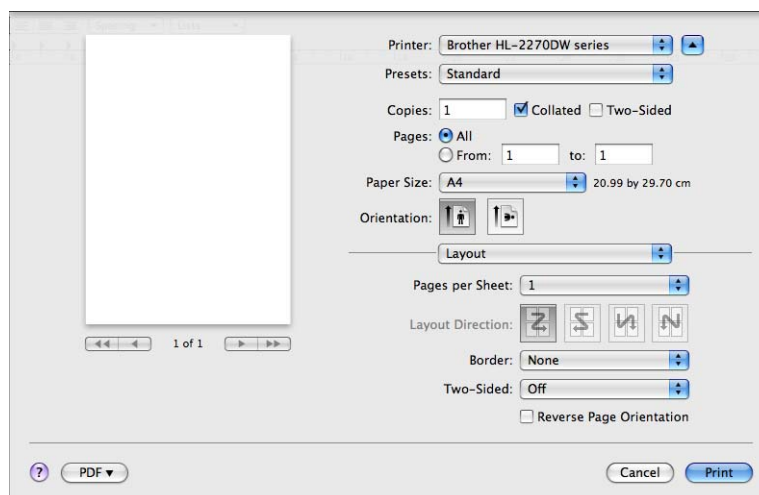 Spacing Lists
Printer: Brother HL-2270DW series
Presets: Standard
Copies: 1 Collated Two-Sided
Pages: All
From: 1 to: 1
Paper Size: A4 20.99 by 29.70 cm
Orientation:
Layout
Pages per Sheet: 1
Layout Direction:
1 of 1
Border: None
Two-Sided: Off
Reverse Page Orientation
? PDF ▾ Cancel Print